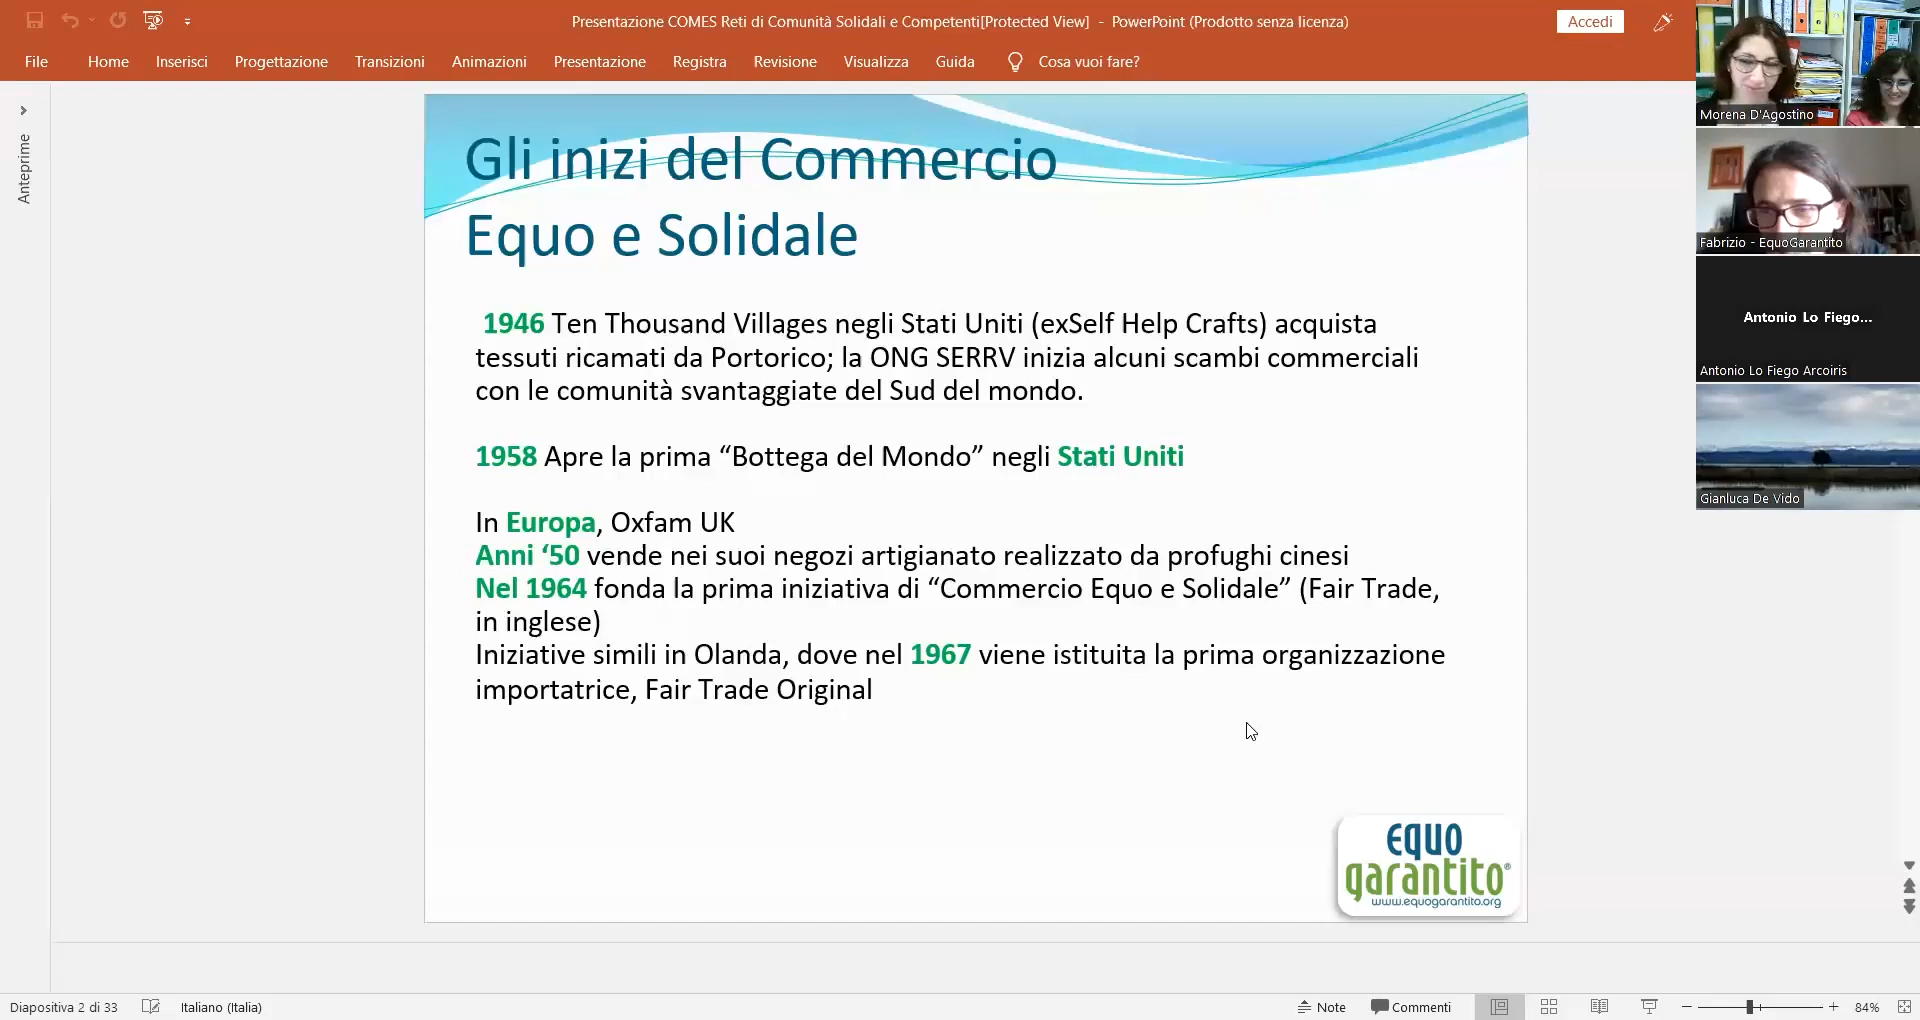 Presentazione COMES Reti di Comunità Solidali e Competenti[Protected View] - PowerPoint (Prodotto senza licenza)
Accedi
File Home Inserisci Progettazione Transizioni Animazioni Presentazione Registra Revisione Visualizza Guida Cosa vuoi fare?
Anteprime
Gli inizi del Commercio
Equo e Solidale
1946 Ten Thousand Villages negli Stati Uniti (exSelf Help Crafts) acquista
tessuti ricamati da Portorico; la ONG SERRV inizia alcuni scambi commerciali
con le comunità svantaggiate del Sud del mondo.
1958 Apre la prima “Bottega del Mondo” negli Stati Uniti
In Europa, Oxfam UK
Anni ‘50 vende nei suoi negozi artigianato realizzato da profughi cinesi
Nel 1964 fonda la prima iniziativa di “Commercio Equo e Solidale” (Fair Trade,
in inglese)
Iniziative simili in Olanda, dove nel 1967 viene istituita la prima organizzazione
importatrice, Fair Trade Original
equo
garantito®
www.equogarantito.org
Morena D'Agostino
Fabrizio - EquoGarantito
Antonio Lo Fiego...
Antonio Lo Fiego Arcoiris
Gianluca De Vido
Diapositiva 2 di 33 Italiano (Italia) Note Commenti 84%